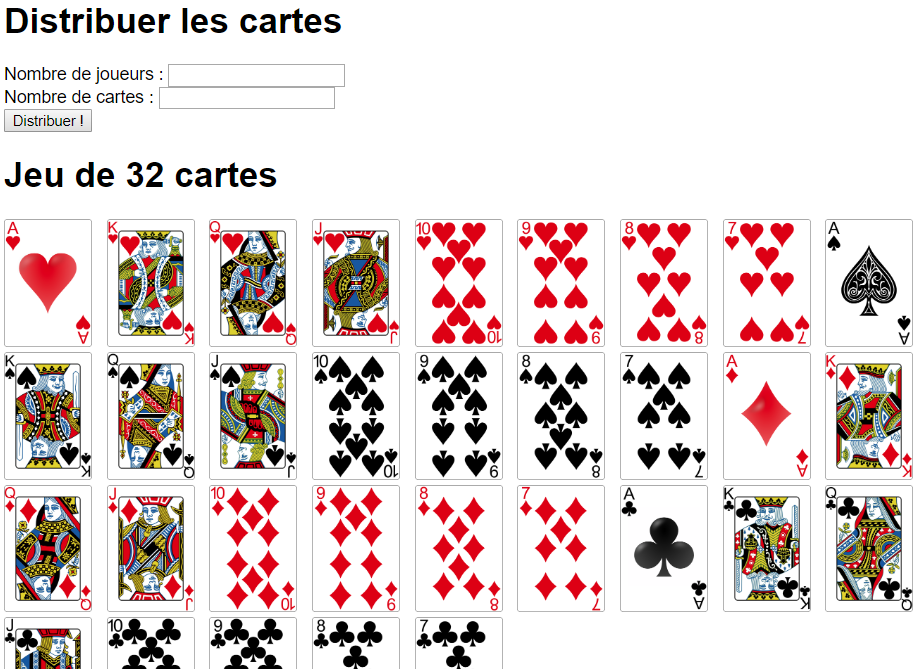 Distribuer les cartes
Nombre de joueurs :
Nombre de cartes :
Distribuer !
Jeu de 32 cartes
A K Q J 10 9 8 7 A
A K Q J 10 9 8 7 A
K Q J 10 9 8 7 A K
K Q J 10 9 8 7 A K
Q J 10 9 8 7 A K Q
Q J 10 9 8 7 A K Q
J 10 9 8 7